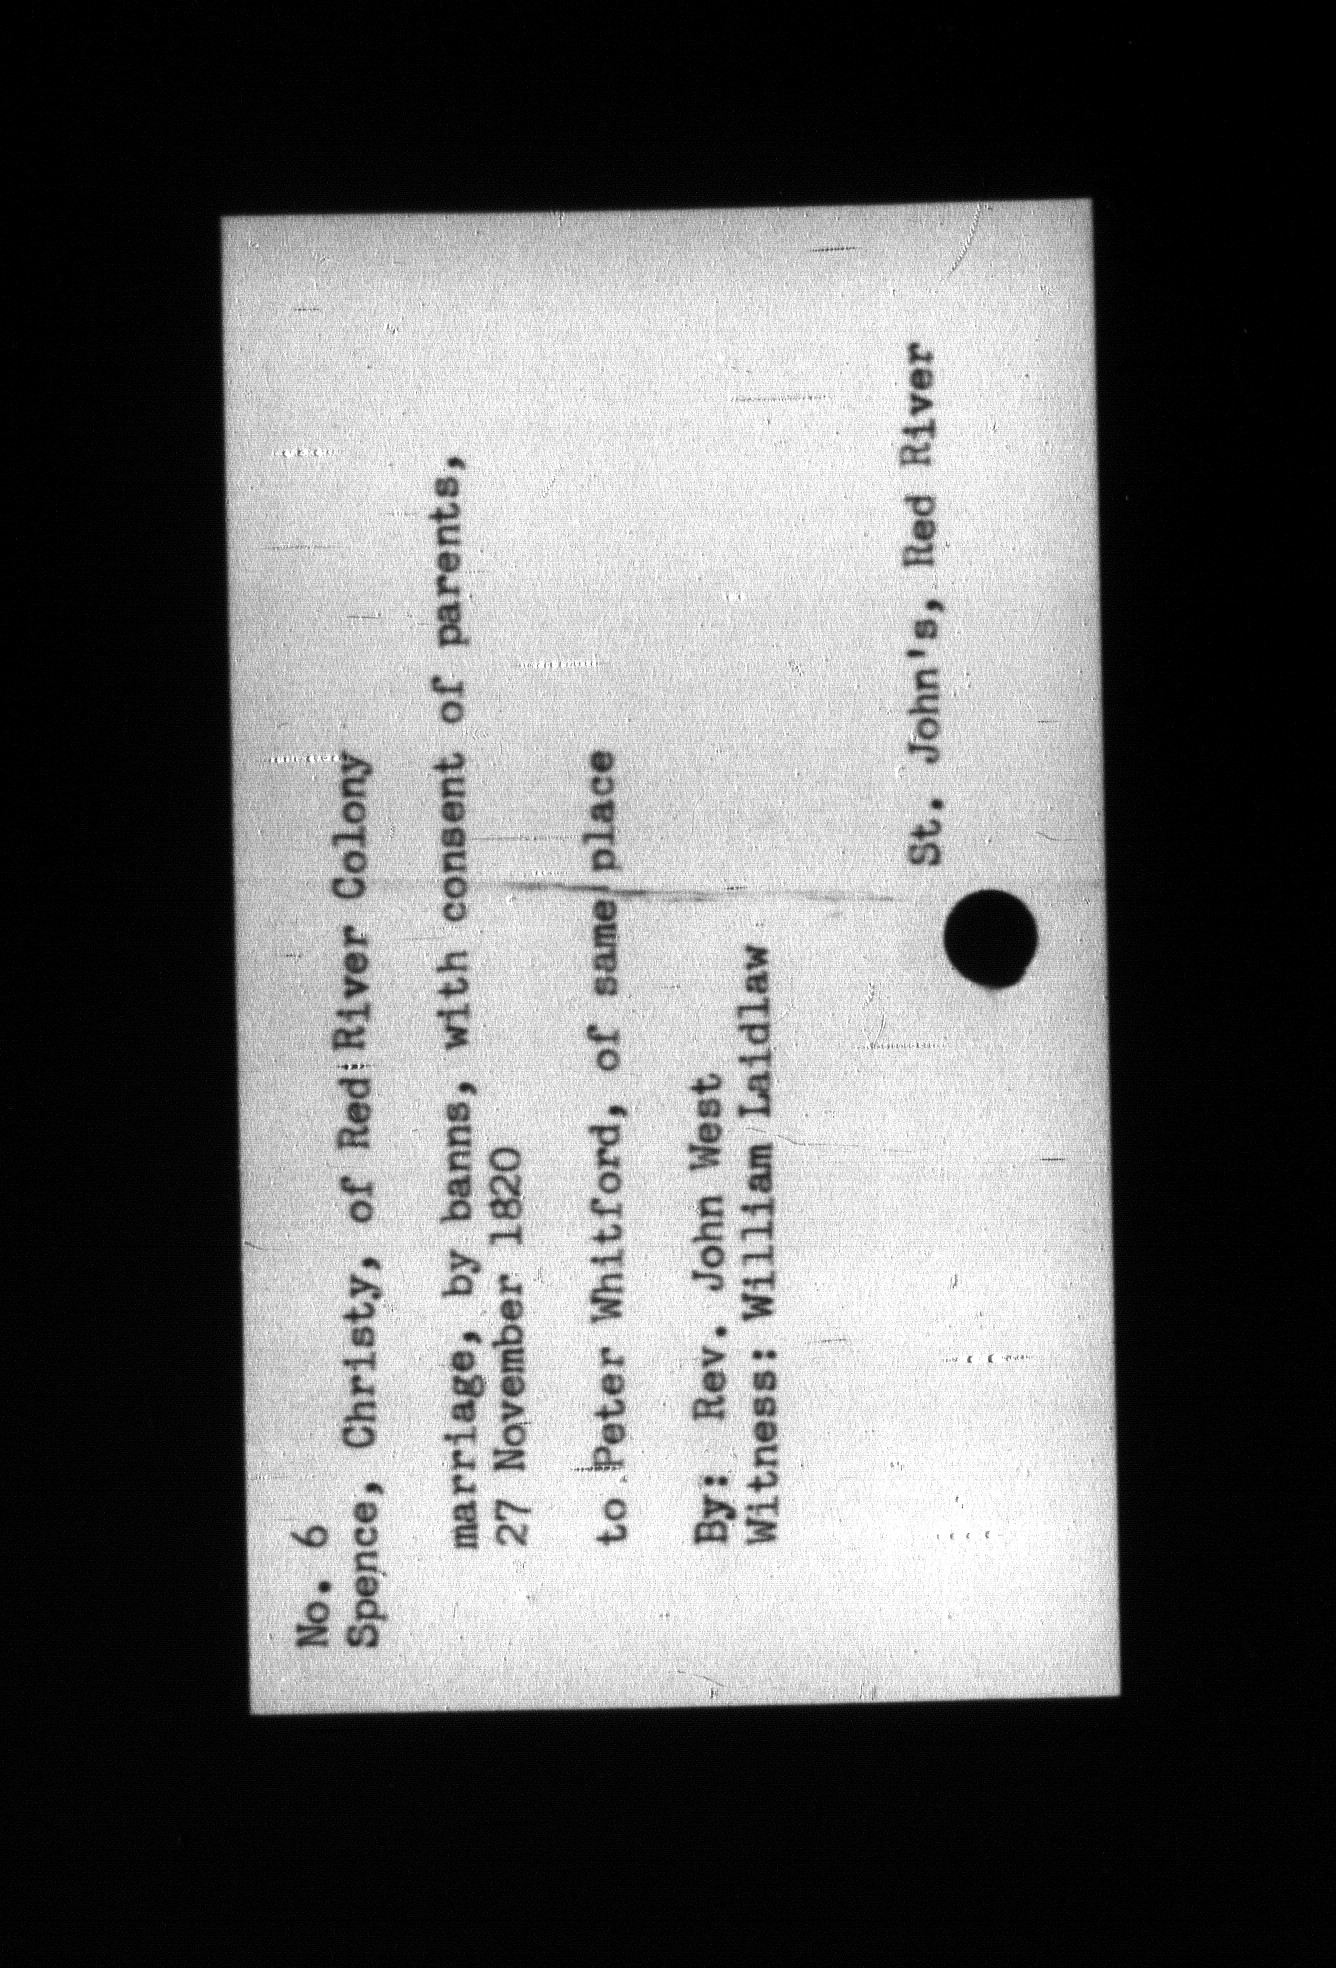 No. 6
Spence, Christy, of Red River Colony
marriage, by banns, with consent of parents,
27 November 1820
to Peter Whitford, of same place
By: Rev. John West
Witness: William Laidlaw
St. John's, Red River